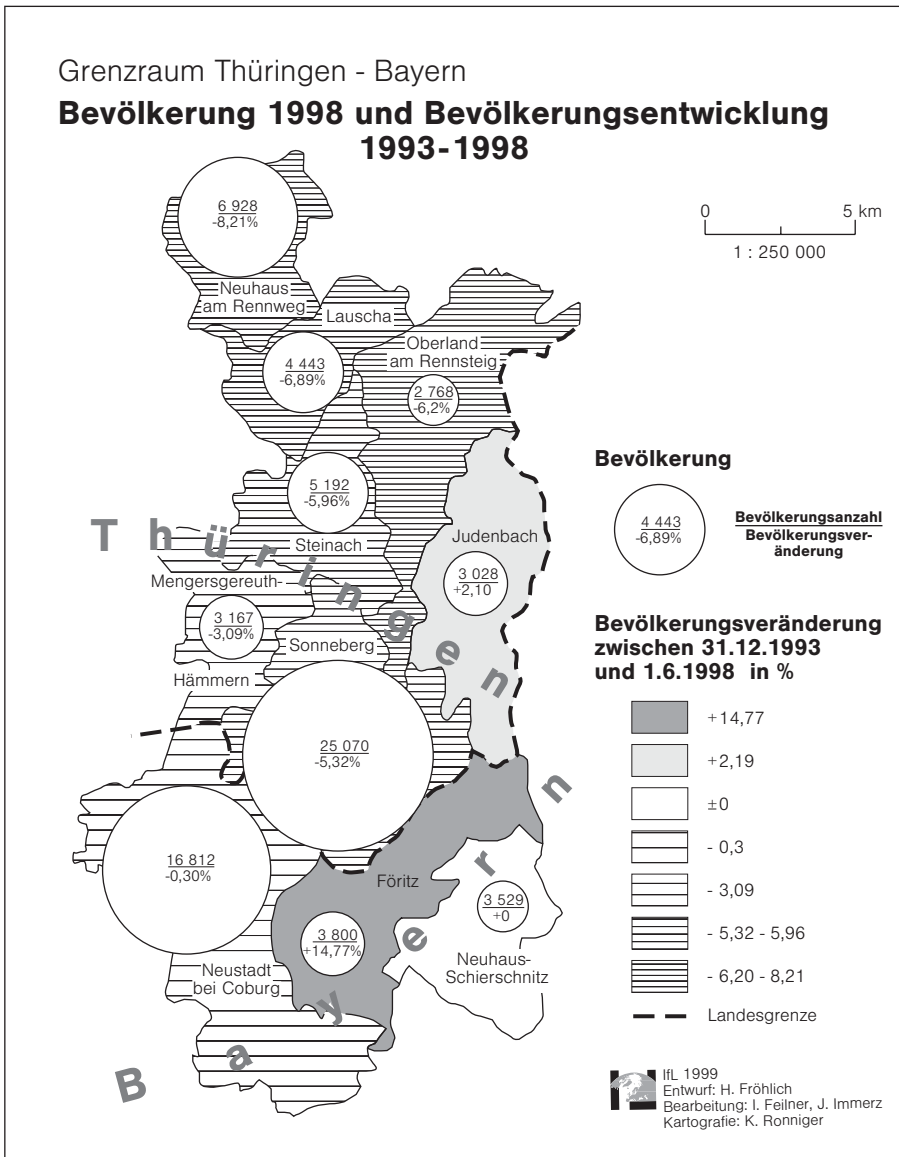 Grenzraum Thüringen - Bayern
Bevölkerung 1998 und Bevölkerungsentwicklung
1993-1998
0 5 km
1 : 250 000
6 928
-8,21%
Neuhaus
am Rennweg
Lauscha
4 443
-6,89%
Oberland
am Rennsteig
2 768
-6,2%
5 192
-5,96%
Steinach
Thüringen
Judenbach
3 028
+2,10
Mengersgereuth-
3 167
-3,09%
Hämmern
Sonneberg
25 070
-5,32%
16 812
-0,30%
Neustadt
bei Coburg
Föritz
3 800
+14,77%
3 529
+0
Neuhaus-
Schierschnitz
Bayern
Bevölkerung
4 443
-6,89%
Bevölkerungsanzahl
Bevölkerungsver-
änderung
Bevölkerungsveränderung
zwischen 31.12.1993
und 1.6.1998 in %
+14,77
+2,19
±0
- 0,3
- 3,09
- 5,32 - 5,96
- 6,20 - 8,21
Landesgrenze
IfL 1999
Entwurf: H. Fröhlich
Bearbeitung: I. Feilner, J. Immerz
Kartografie: K. Ronniger